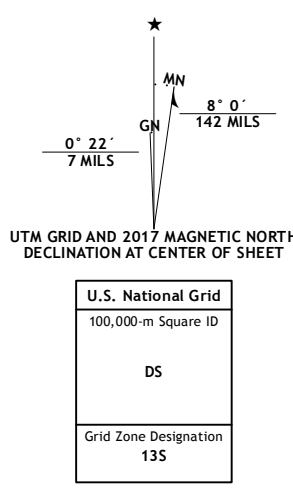 ★
MN
GN
8° 0´
142 MILS
0° 22´
7 MILS
UTM GRID AND 2017 MAGNETIC NORTH
DECLINATION AT CENTER OF SHEET
U.S. National Grid
100,000-m Square ID
DS
Grid Zone Designation
13S